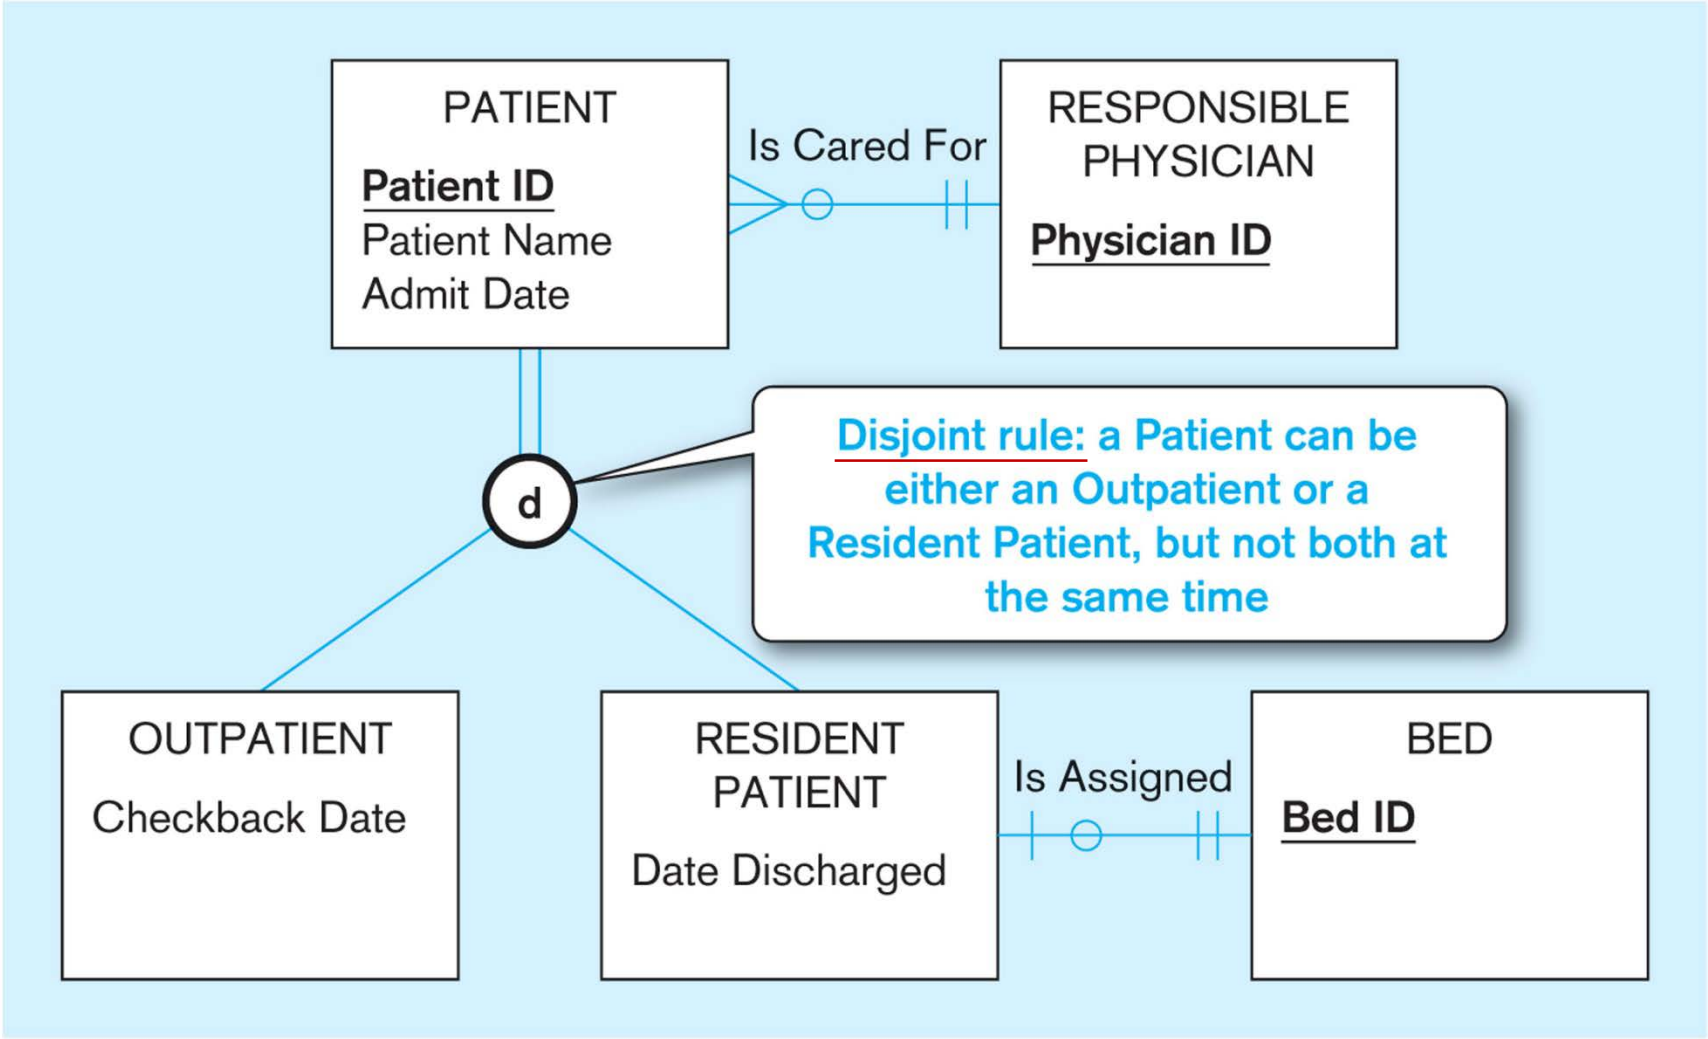 PATIENT
Patient ID
Patient Name
Admit Date
Is Cared For
RESPONSIBLE
PHYSICIAN
Physician ID
d
Disjoint rule: a Patient can be
either an Outpatient or a
Resident Patient, but not both at
the same time
OUTPATIENT
Checkback Date
RESIDENT
PATIENT
Date Discharged
Is Assigned
BED
Bed ID